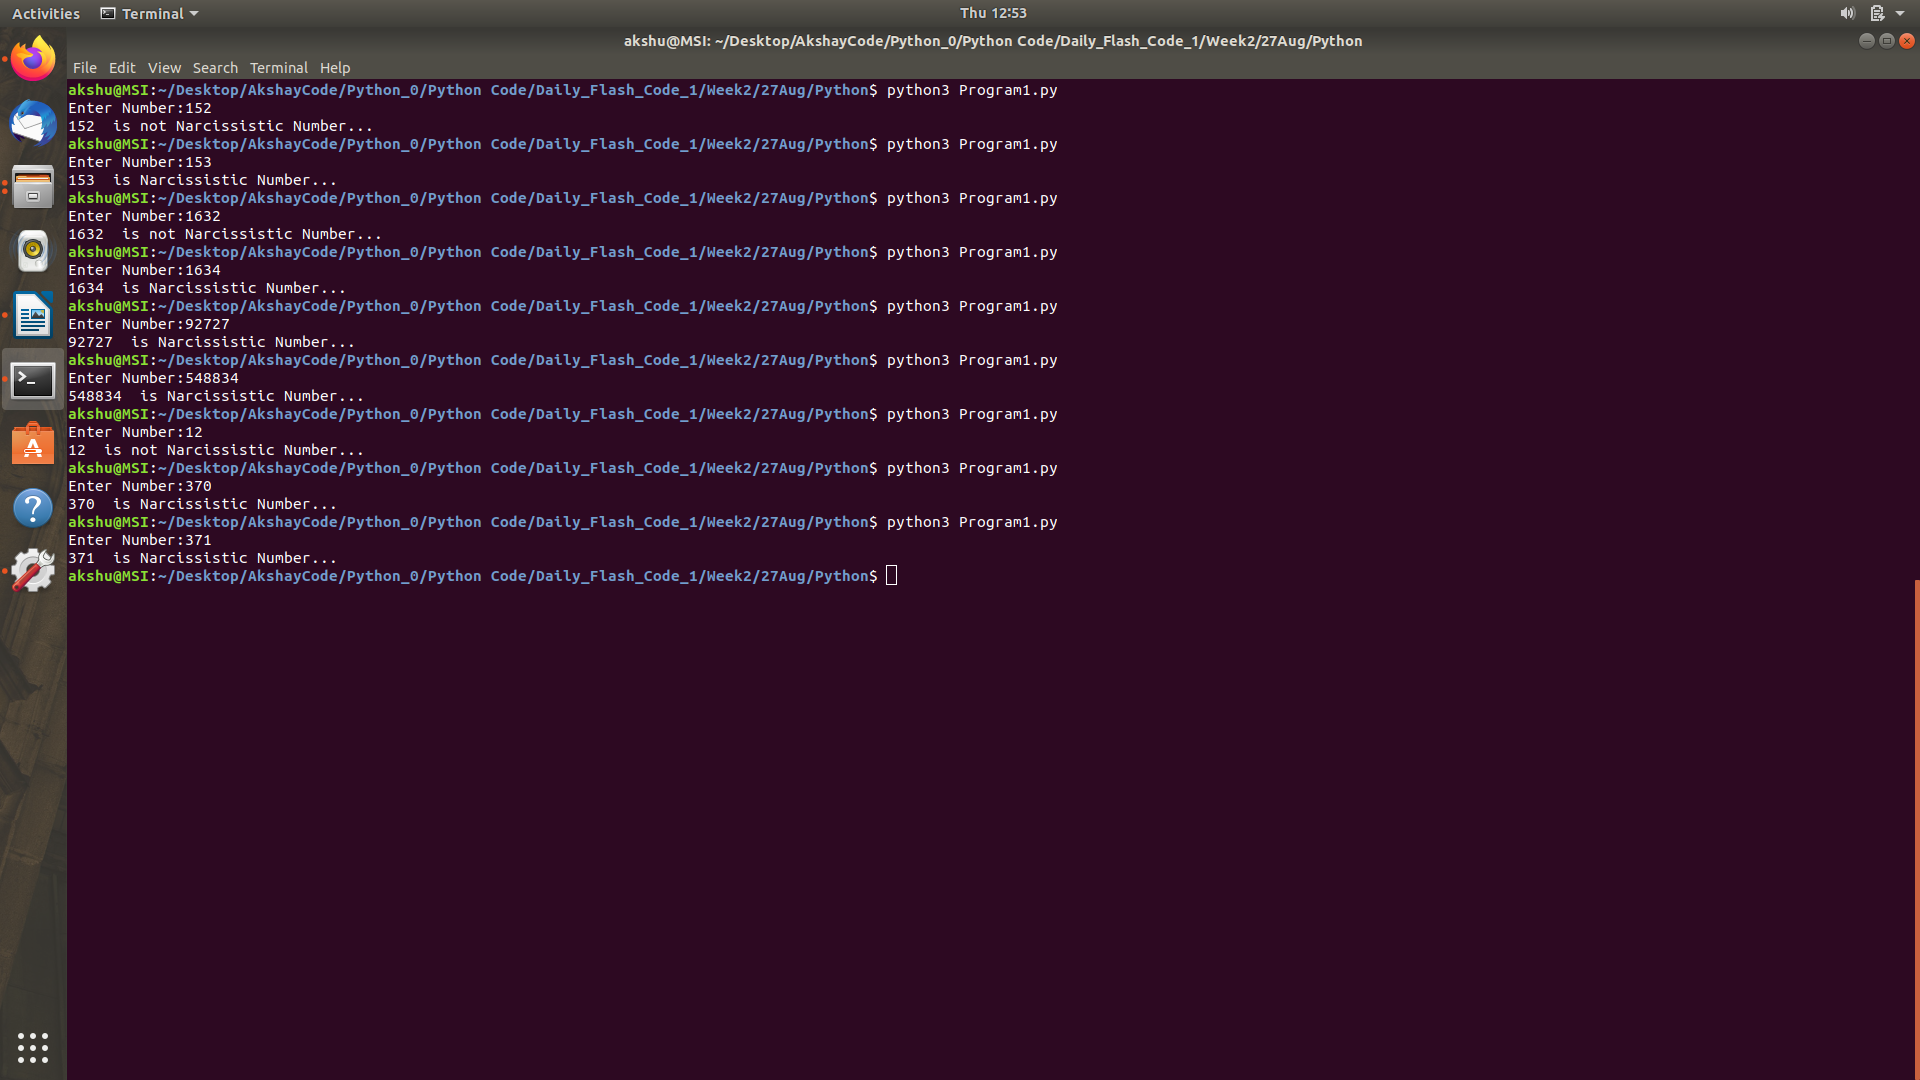 Activities Terminal Thu 12:53
akshu@MSI: ~/Desktop/AkshayCode/Python_0/Python Code/Daily_Flash_Code_1/Week2/27Aug/Python
File Edit View Search Terminal Help
akshu@MSI:~/Desktop/AkshayCode/Python_0/Python Code/Daily_Flash_Code_1/Week2/27Aug/Python$ python3 Program1.py
Enter Number:152
152  is not Narcissistic Number...
akshu@MSI:~/Desktop/AkshayCode/Python_0/Python Code/Daily_Flash_Code_1/Week2/27Aug/Python$ python3 Program1.py
Enter Number:153
153  is Narcissistic Number...
akshu@MSI:~/Desktop/AkshayCode/Python_0/Python Code/Daily_Flash_Code_1/Week2/27Aug/Python$ python3 Program1.py
Enter Number:1632
1632  is not Narcissistic Number...
akshu@MSI:~/Desktop/AkshayCode/Python_0/Python Code/Daily_Flash_Code_1/Week2/27Aug/Python$ python3 Program1.py
Enter Number:1634
1634  is Narcissistic Number...
akshu@MSI:~/Desktop/AkshayCode/Python_0/Python Code/Daily_Flash_Code_1/Week2/27Aug/Python$ python3 Program1.py
Enter Number:92727
92727  is Narcissistic Number...
akshu@MSI:~/Desktop/AkshayCode/Python_0/Python Code/Daily_Flash_Code_1/Week2/27Aug/Python$ python3 Program1.py
Enter Number:548834
548834  is Narcissistic Number...
akshu@MSI:~/Desktop/AkshayCode/Python_0/Python Code/Daily_Flash_Code_1/Week2/27Aug/Python$ python3 Program1.py
Enter Number:12
12  is not Narcissistic Number...
akshu@MSI:~/Desktop/AkshayCode/Python_0/Python Code/Daily_Flash_Code_1/Week2/27Aug/Python$ python3 Program1.py
Enter Number:370
370  is Narcissistic Number...
akshu@MSI:~/Desktop/AkshayCode/Python_0/Python Code/Daily_Flash_Code_1/Week2/27Aug/Python$ python3 Program1.py
Enter Number:371
371  is Narcissistic Number...
akshu@MSI:~/Desktop/AkshayCode/Python_0/Python Code/Daily_Flash_Code_1/Week2/27Aug/Python$